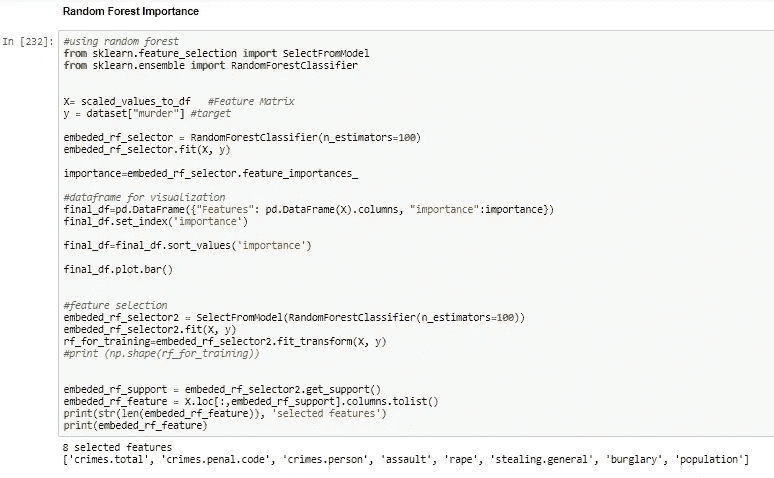 Random Forest Importance
In [232]: #using random forest
from sklearn.feature_selection import SelectFromModel
from sklearn.ensemble import RandomForestClassifier
X= scaled_values_to_df #Feature Matrix
y = dataset["murder"] #target
embeded_rf_selector = RandomForestClassifier(n_estimators=100)
embeded_rf_selector.fit(X, y)
importance=embeded_rf_selector.feature_importances_
#dataframe for visualization
final_df=pd.DataFrame({"Features": pd.DataFrame(X).columns, "importance":importance})
final_df.set_index('importance')
final_df=final_df.sort_values('importance')
final_df.plot.bar()
#feature selection
embeded_rf_selector2 = SelectFromModel(RandomForestClassifier(n_estimators=100))
embeded_rf_selector2.fit(X, y)
rf_for_training=embeded_rf_selector2.fit_transform(X, y)
#print (np.shape(rf_for_training))
embeded_rf_support = embeded_rf_selector2.get_support()
embeded_rf_feature = X.loc[:,embeded_rf_support].columns.tolist()
print(str(len(embeded_rf_feature)), 'selected features')
print(embeded_rf_feature)
8 selected features
['crimes.total', 'crimes.penal.code', 'crimes.person', 'assault', 'rape', 'stealing.general', 'burglary', 'population']